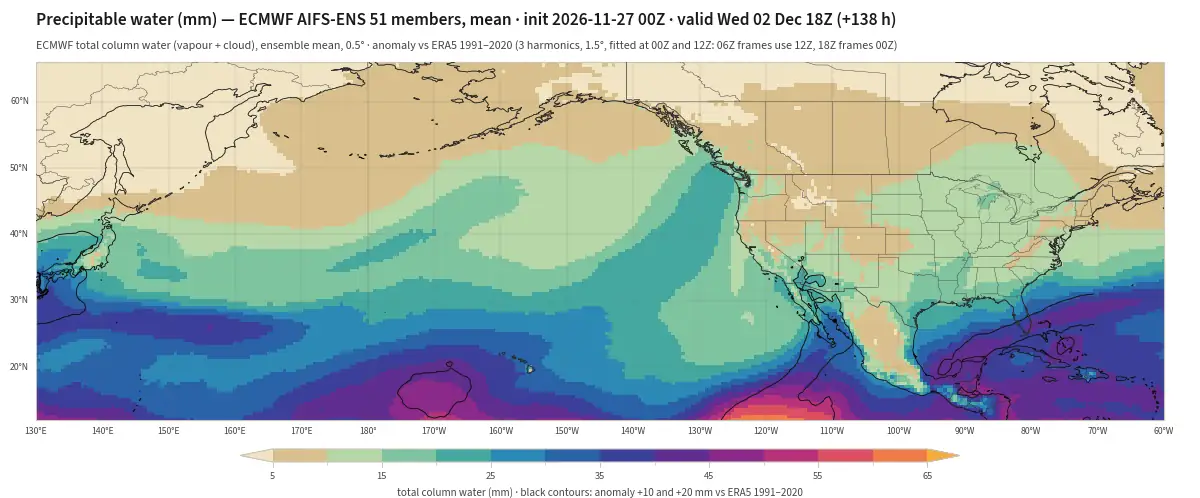 Precipitable water (mm) — ECMWF AIFS-ENS 51 members, mean · init 2026-11-27 00Z · valid Wed 02 Dec 18Z (+138 h)
ECMWF total column water (vapour + cloud), ensemble mean, 0.5° · anomaly vs ERA5 1991–2020 (3 harmonics, 1.5°, fitted at 00Z and 12Z: 06Z frames use 12Z, 18Z frames 00Z)
60°N
50°N
40°N
30°N
20°N
130°E 140°E 150°E 160°E 170°E 180° 170°W 160°W 150°W 140°W 130°W 120°W 110°W 100°W 90°W 80°W 70°W 60°W
5 15 25 35 45 55 65
total column water (mm) · black contours: anomaly +10 and +20 mm vs ERA5 1991–2020